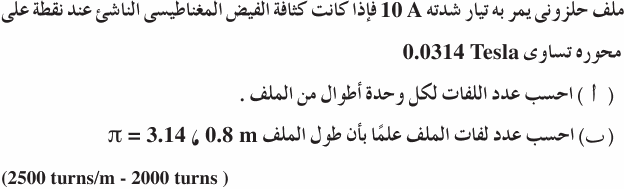 ملف حلزونى يمر به تيار شدته 10 A فإذا كانت كثافة الفيض المغناطيسى الناشئ عند نقطة على
محوره تساوى 0.0314 Tesla
( أ ) احسب عدد اللفات لكل وحدة أطوال من الملف .
(ب) احسب عدد لفات الملف علمًا بأن طول الملف 0.8 m ، π = 3.14
(2500 turns/m - 2000 turns )